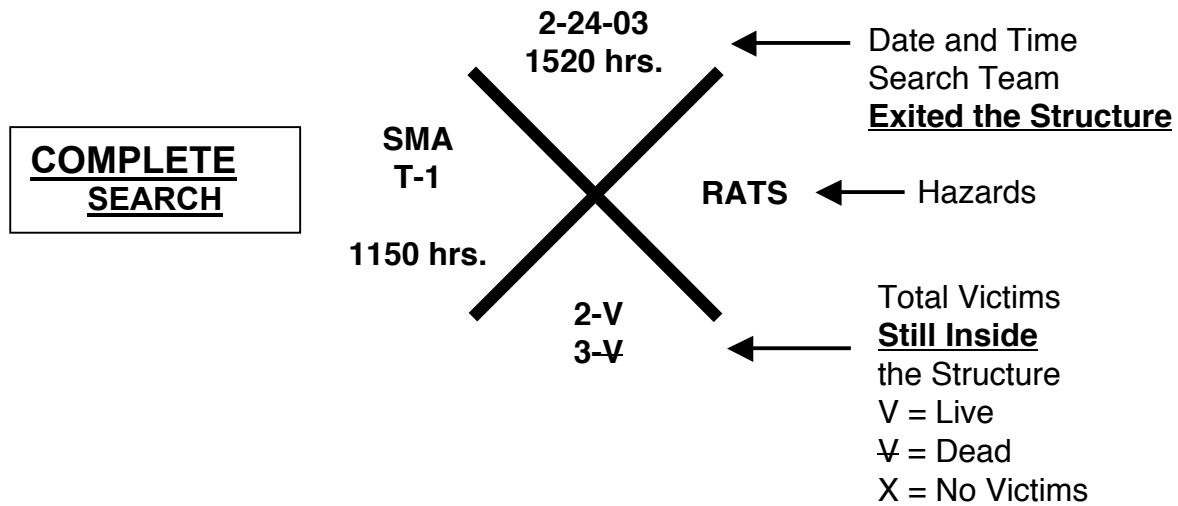 2-24-03
1520 hrs.
Date and Time
Search Team
Exited the Structure
COMPLETE
SEARCH
SMA
T-1
RATS
Hazards
1150 hrs.
2-V
3-V̶
Total Victims
Still Inside
the Structure
V = Live
V̶ = Dead
X = No Victims